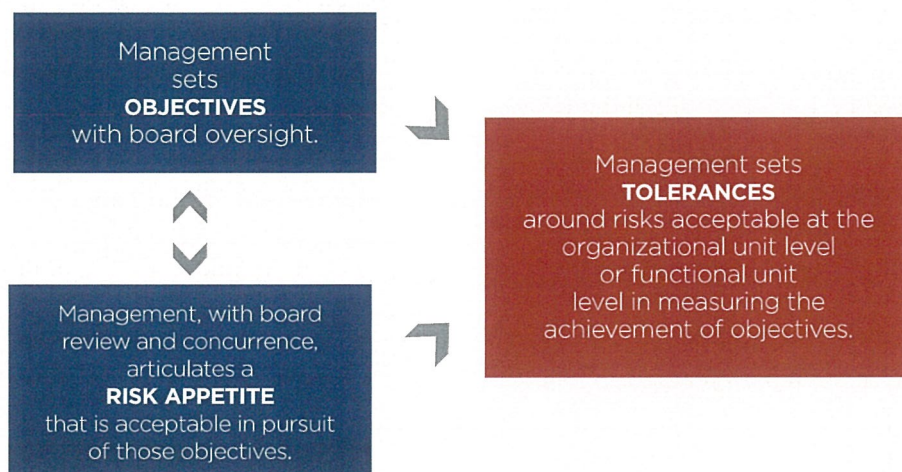 Management
sets
OBJECTIVES
with board oversight.
Management, with board
review and concurrence,
articulates a
RISK APPETITE
that is acceptable in pursuit
of those objectives.
Management sets
TOLERANCES
around risks acceptable at the
organizational unit level
or functional unit
level in measuring the
achievement of objectives.